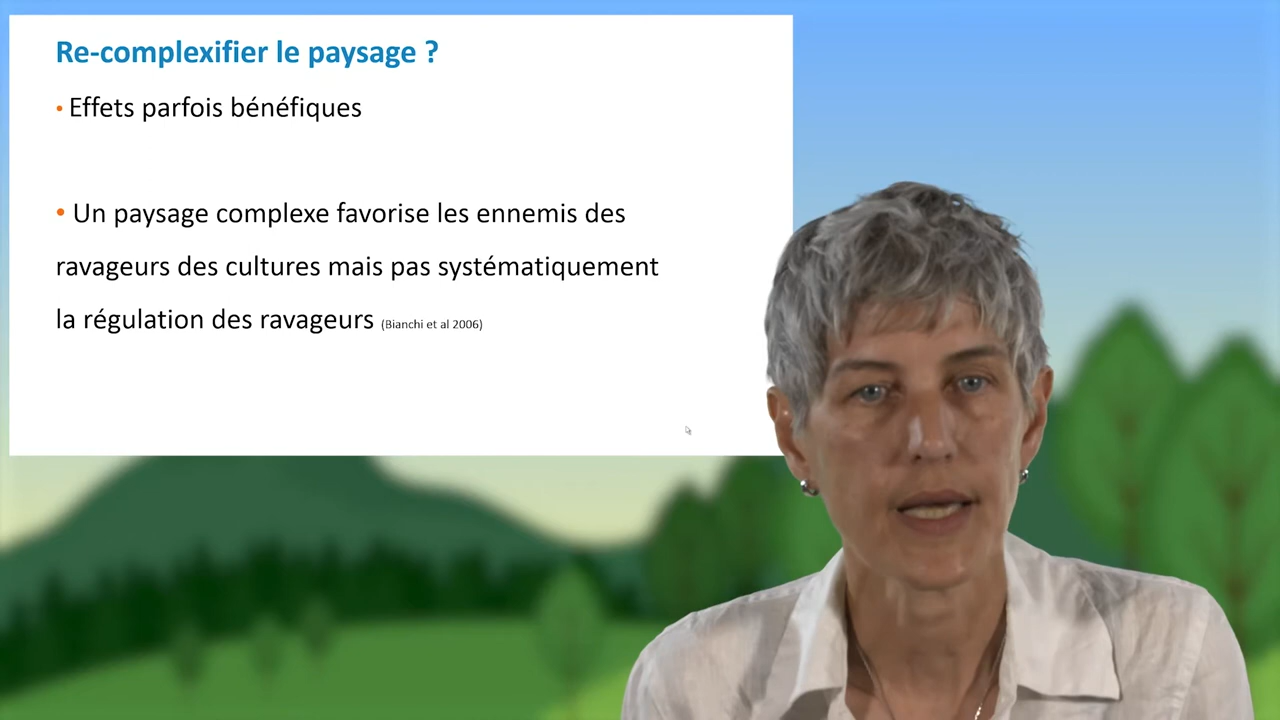 Re-complexifier le paysage ?
• Effets parfois bénéfiques
• Un paysage complexe favorise les ennemis des
ravageurs des cultures mais pas systématiquement
la régulation des ravageurs (Bianchi et al 2006)